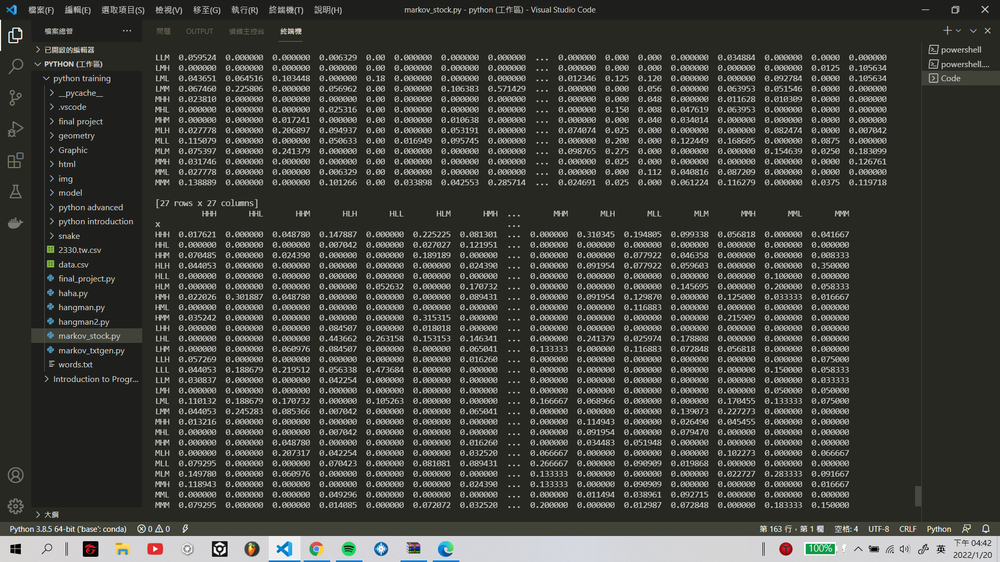 檔案(F) 編輯(E) 選取項目(S) 檢視(V) 移至(G) 執行(R) 終端機(T) 說明(H) markov_stock.py - python (工作區) - Visual Studio Code
檔案總管 ...
已開啟的編輯器
PYTHON (工作區)
python training
__pycache__
.vscode
final project
geometry
Graphic
html
img
model
python advanced
python introduction
snake
2330.tw.csv
data.csv
final_project.py
haha.py
hangman.py
hangman2.py
markov_stock.py
markov_txtgen.py
words.txt
Introduction to Progr...
大綱
問題 OUTPUT 偵錯主控台 終端機
LLM 0.059524 0.000000 0.000000 0.006329 0.00 0.000000 0.000000 0.000000 ... 0.000000 0.000 0.000 0.000000 0.034884 0.000000 0.0000 0.000000
LMH 0.000000 0.000000 0.000000 0.000000 0.00 0.000000 0.000000 0.000000 ... 0.000000 0.000 0.000 0.000000 0.000000 0.000000 0.0125 0.105634
LML 0.043651 0.064516 0.103448 0.000000 0.18 0.000000 0.000000 0.000000 ... 0.012346 0.125 0.120 0.000000 0.000000 0.092784 0.0000 0.105634
LMM 0.067460 0.225806 0.000000 0.056962 0.00 0.000000 0.106383 0.571429 ... 0.000000 0.000 0.056 0.000000 0.063953 0.051546 0.0000 0.000000
MHH 0.023810 0.000000 0.000000 0.000000 0.00 0.000000 0.000000 0.000000 ... 0.000000 0.000 0.048 0.000000 0.011628 0.010309 0.0000 0.000000
MHL 0.000000 0.000000 0.000000 0.025316 0.00 0.000000 0.000000 0.000000 ... 0.000000 0.150 0.008 0.047619 0.063953 0.000000 0.0000 0.000000
MHM 0.000000 0.000000 0.017241 0.000000 0.00 0.000000 0.010638 0.000000 ... 0.000000 0.000 0.040 0.034014 0.000000 0.000000 0.0000 0.000000
MLH 0.027778 0.000000 0.206897 0.094937 0.00 0.000000 0.053191 0.000000 ... 0.074074 0.025 0.000 0.000000 0.000000 0.082474 0.0000 0.007042
MLL 0.115079 0.000000 0.000000 0.050633 0.00 0.016949 0.095745 0.000000 ... 0.000000 0.200 0.000 0.122449 0.168605 0.000000 0.0875 0.000000
MLM 0.075397 0.000000 0.241379 0.000000 0.00 0.000000 0.000000 0.000000 ... 0.098765 0.275 0.000 0.000000 0.000000 0.154639 0.0250 0.183099
MMH 0.031746 0.000000 0.000000 0.000000 0.00 0.000000 0.000000 0.000000 ... 0.000000 0.025 0.000 0.000000 0.000000 0.000000 0.0000 0.126761
MML 0.027778 0.000000 0.000000 0.006329 0.00 0.000000 0.000000 0.000000 ... 0.000000 0.000 0.112 0.040816 0.087209 0.000000 0.0000 0.000000
MMM 0.138889 0.000000 0.000000 0.101266 0.00 0.033898 0.042553 0.285714 ... 0.024691 0.025 0.000 0.061224 0.116279 0.000000 0.0375 0.119718
[27 rows x 27 columns]
HHH HHL HHM HLH HLL HLM HMH ... MHM MLH MLL MLM MMH MML MMM
x ...
HHH 0.017621 0.000000 0.048780 0.147887 0.000000 0.225225 0.081301 ... 0.000000 0.310345 0.194805 0.099338 0.056818 0.000000 0.041667
HHL 0.000000 0.000000 0.000000 0.007042 0.000000 0.027027 0.121951 ... 0.000000 0.000000 0.000000 0.000000 0.000000 0.000000 0.000000
HHM 0.070485 0.000000 0.024390 0.000000 0.000000 0.189189 0.000000 ... 0.000000 0.000000 0.077922 0.046358 0.000000 0.000000 0.008333
HLH 0.044053 0.000000 0.000000 0.000000 0.000000 0.000000 0.024390 ... 0.000000 0.091954 0.077922 0.059603 0.000000 0.000000 0.350000
HLL 0.000000 0.000000 0.000000 0.000000 0.000000 0.000000 0.000000 ... 0.000000 0.000000 0.000000 0.000000 0.000000 0.100000 0.000000
HLM 0.000000 0.000000 0.000000 0.000000 0.052632 0.000000 0.170732 ... 0.000000 0.000000 0.000000 0.145695 0.000000 0.200000 0.058333
HMH 0.022026 0.301887 0.048780 0.000000 0.000000 0.000000 0.089431 ... 0.000000 0.091954 0.129870 0.000000 0.125000 0.033333 0.016667
HML 0.000000 0.000000 0.000000 0.000000 0.000000 0.000000 0.000000 ... 0.000000 0.000000 0.116883 0.000000 0.000000 0.000000 0.000000
HMM 0.035242 0.000000 0.000000 0.000000 0.000000 0.315315 0.000000 ... 0.000000 0.000000 0.000000 0.000000 0.215909 0.000000 0.000000
LHH 0.000000 0.000000 0.000000 0.084507 0.000000 0.018018 0.000000 ... 0.000000 0.000000 0.000000 0.000000 0.000000 0.000000 0.000000
LHL 0.000000 0.000000 0.000000 0.443662 0.263158 0.153153 0.146341 ... 0.000000 0.241379 0.025974 0.178808 0.000000 0.000000 0.000000
LHM 0.000000 0.000000 0.060976 0.084507 0.000000 0.000000 0.065041 ... 0.133333 0.000000 0.116883 0.072848 0.056818 0.000000 0.000000
LLH 0.057269 0.000000 0.000000 0.000000 0.000000 0.000000 0.016260 ... 0.000000 0.000000 0.000000 0.000000 0.000000 0.000000 0.075000
LLL 0.044053 0.188679 0.219512 0.056338 0.473684 0.000000 0.000000 ... 0.000000 0.000000 0.000000 0.000000 0.000000 0.150000 0.058333
LLM 0.030837 0.000000 0.000000 0.042254 0.000000 0.000000 0.000000 ... 0.000000 0.000000 0.000000 0.000000 0.000000 0.000000 0.033333
LMH 0.000000 0.000000 0.000000 0.000000 0.000000 0.000000 0.000000 ... 0.000000 0.000000 0.000000 0.000000 0.000000 0.050000 0.050000
LML 0.110132 0.188679 0.170732 0.000000 0.105263 0.000000 0.000000 ... 0.166667 0.068966 0.000000 0.000000 0.170455 0.133333 0.075000
LMM 0.044053 0.245283 0.085366 0.007042 0.000000 0.000000 0.065041 ... 0.000000 0.000000 0.000000 0.139073 0.227273 0.000000 0.000000
MHH 0.013216 0.000000 0.000000 0.000000 0.000000 0.000000 0.000000 ... 0.000000 0.114943 0.000000 0.026490 0.045455 0.000000 0.000000
MHL 0.000000 0.000000 0.000000 0.007042 0.000000 0.000000 0.000000 ... 0.000000 0.091954 0.000000 0.079470 0.000000 0.000000 0.000000
MHM 0.000000 0.000000 0.048780 0.000000 0.000000 0.000000 0.016260 ... 0.000000 0.034483 0.051948 0.000000 0.000000 0.000000 0.000000
MLH 0.000000 0.000000 0.207317 0.042254 0.000000 0.000000 0.032520 ... 0.066667 0.000000 0.000000 0.000000 0.102273 0.000000 0.066667
MLL 0.079295 0.000000 0.000000 0.070423 0.000000 0.081081 0.089431 ... 0.266667 0.000000 0.090909 0.019868 0.000000 0.000000 0.000000
MLM 0.149780 0.000000 0.060976 0.000000 0.000000 0.000000 0.000000 ... 0.133333 0.000000 0.000000 0.000000 0.022727 0.283333 0.091667
MMH 0.118943 0.000000 0.000000 0.000000 0.000000 0.000000 0.024390 ... 0.133333 0.000000 0.090909 0.000000 0.000000 0.000000 0.016667
MML 0.000000 0.000000 0.000000 0.049296 0.000000 0.000000 0.000000 ... 0.000000 0.011494 0.038961 0.092715 0.000000 0.000000 0.000000
MMM 0.079295 0.000000 0.000000 0.014085 0.000000 0.072072 0.032520 ... 0.200000 0.000000 0.012987 0.072848 0.000000 0.183333 0.150000
powershell
powershell....
Code
Python 3.8.5 64-bit ('base': conda) 0 0 第 163 行，第 1 欄 空格: 4 UTF-8 CRLF Python
100% 英 下午 04:42
2022/1/20